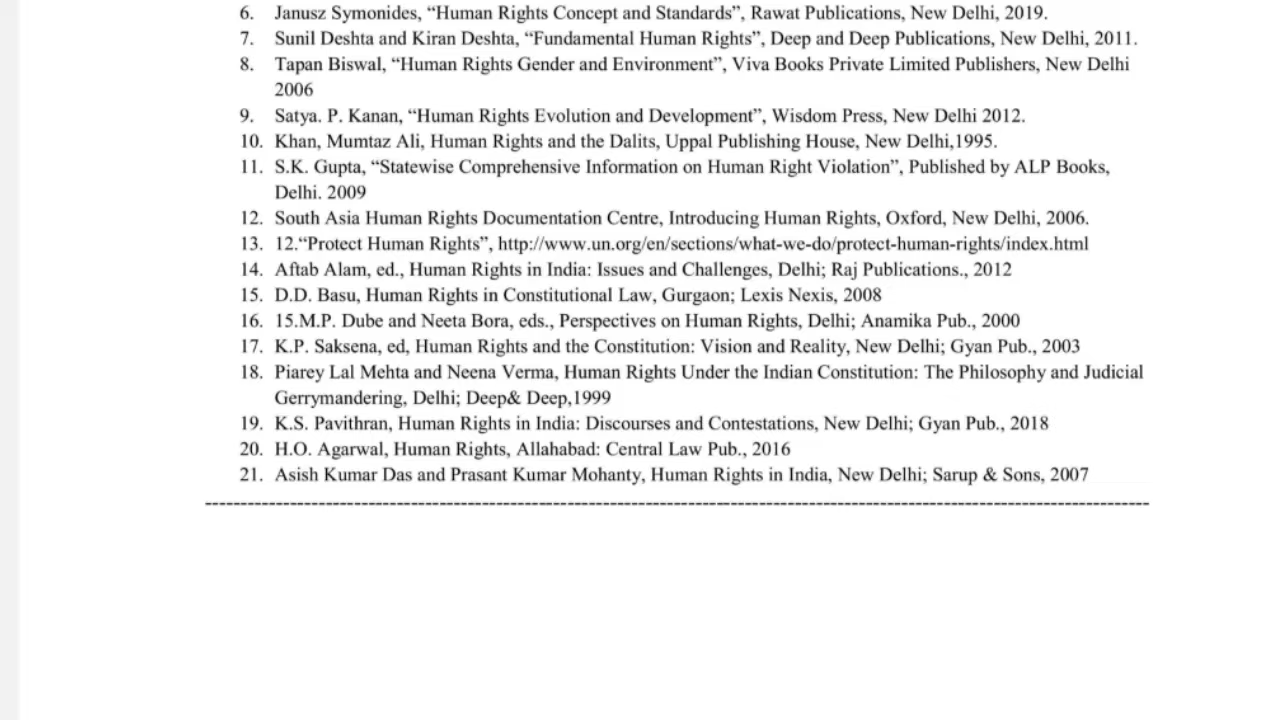 6. Janusz Symonides, “Human Rights Concept and Standards”, Rawat Publications, New Delhi, 2019.
7. Sunil Deshta and Kiran Deshta, “Fundamental Human Rights”, Deep and Deep Publications, New Delhi, 2011.
8. Tapan Biswal, “Human Rights Gender and Environment”, Viva Books Private Limited Publishers, New Delhi
2006
9. Satya. P. Kanan, “Human Rights Evolution and Development”, Wisdom Press, New Delhi 2012.
10. Khan, Mumtaz Ali, Human Rights and the Dalits, Uppal Publishing House, New Delhi,1995.
11. S.K. Gupta, “Statewise Comprehensive Information on Human Right Violation”, Published by ALP Books,
Delhi. 2009
12. South Asia Human Rights Documentation Centre, Introducing Human Rights, Oxford, New Delhi, 2006.
13. 12.“Protect Human Rights”, http://www.un.org/en/sections/what-we-do/protect-human-rights/index.html
14. Aftab Alam, ed., Human Rights in India: Issues and Challenges, Delhi; Raj Publications., 2012
15. D.D. Basu, Human Rights in Constitutional Law, Gurgaon; Lexis Nexis, 2008
16. 15.M.P. Dube and Neeta Bora, eds., Perspectives on Human Rights, Delhi; Anamika Pub., 2000
17. K.P. Saksena, ed, Human Rights and the Constitution: Vision and Reality, New Delhi; Gyan Pub., 2003
18. Piarey Lal Mehta and Neena Verma, Human Rights Under the Indian Constitution: The Philosophy and Judicial
Gerrymandering, Delhi; Deep& Deep,1999
19. K.S. Pavithran, Human Rights in India: Discourses and Contestations, New Delhi; Gyan Pub., 2018
20. H.O. Agarwal, Human Rights, Allahabad: Central Law Pub., 2016
21. Asish Kumar Das and Prasant Kumar Mohanty, Human Rights in India, New Delhi; Sarup & Sons, 2007